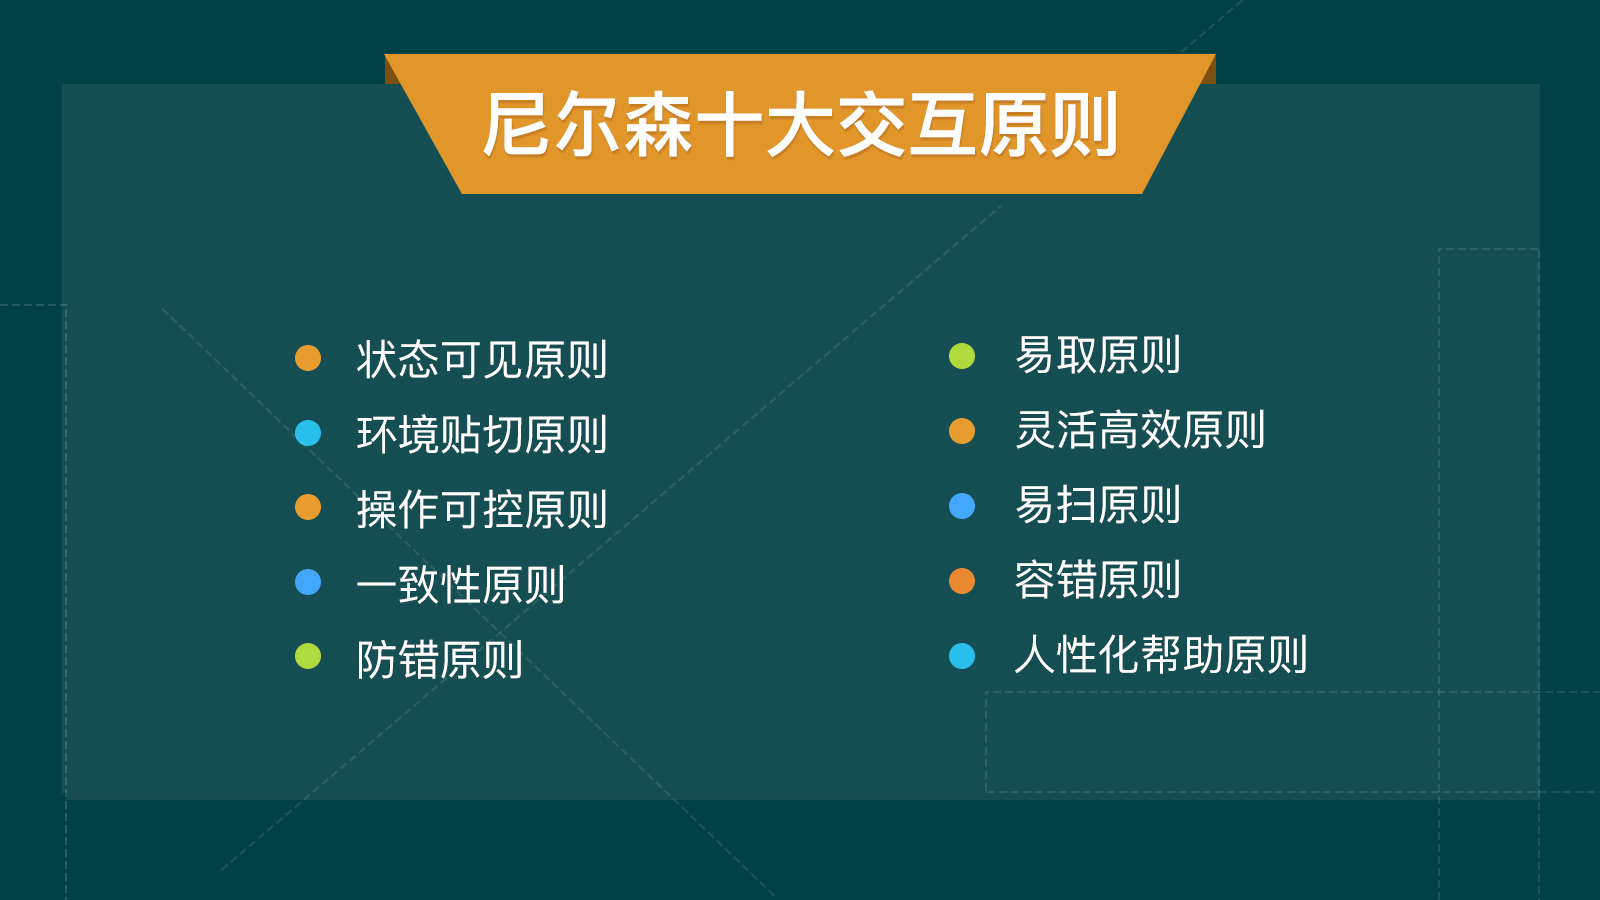 尼尔森十大交互原则
状态可见原则
环境贴切原则
操作可控原则
一致性原则
防错原则
易取原则
灵活高效原则
易扫原则
容错原则
人性化帮助原则